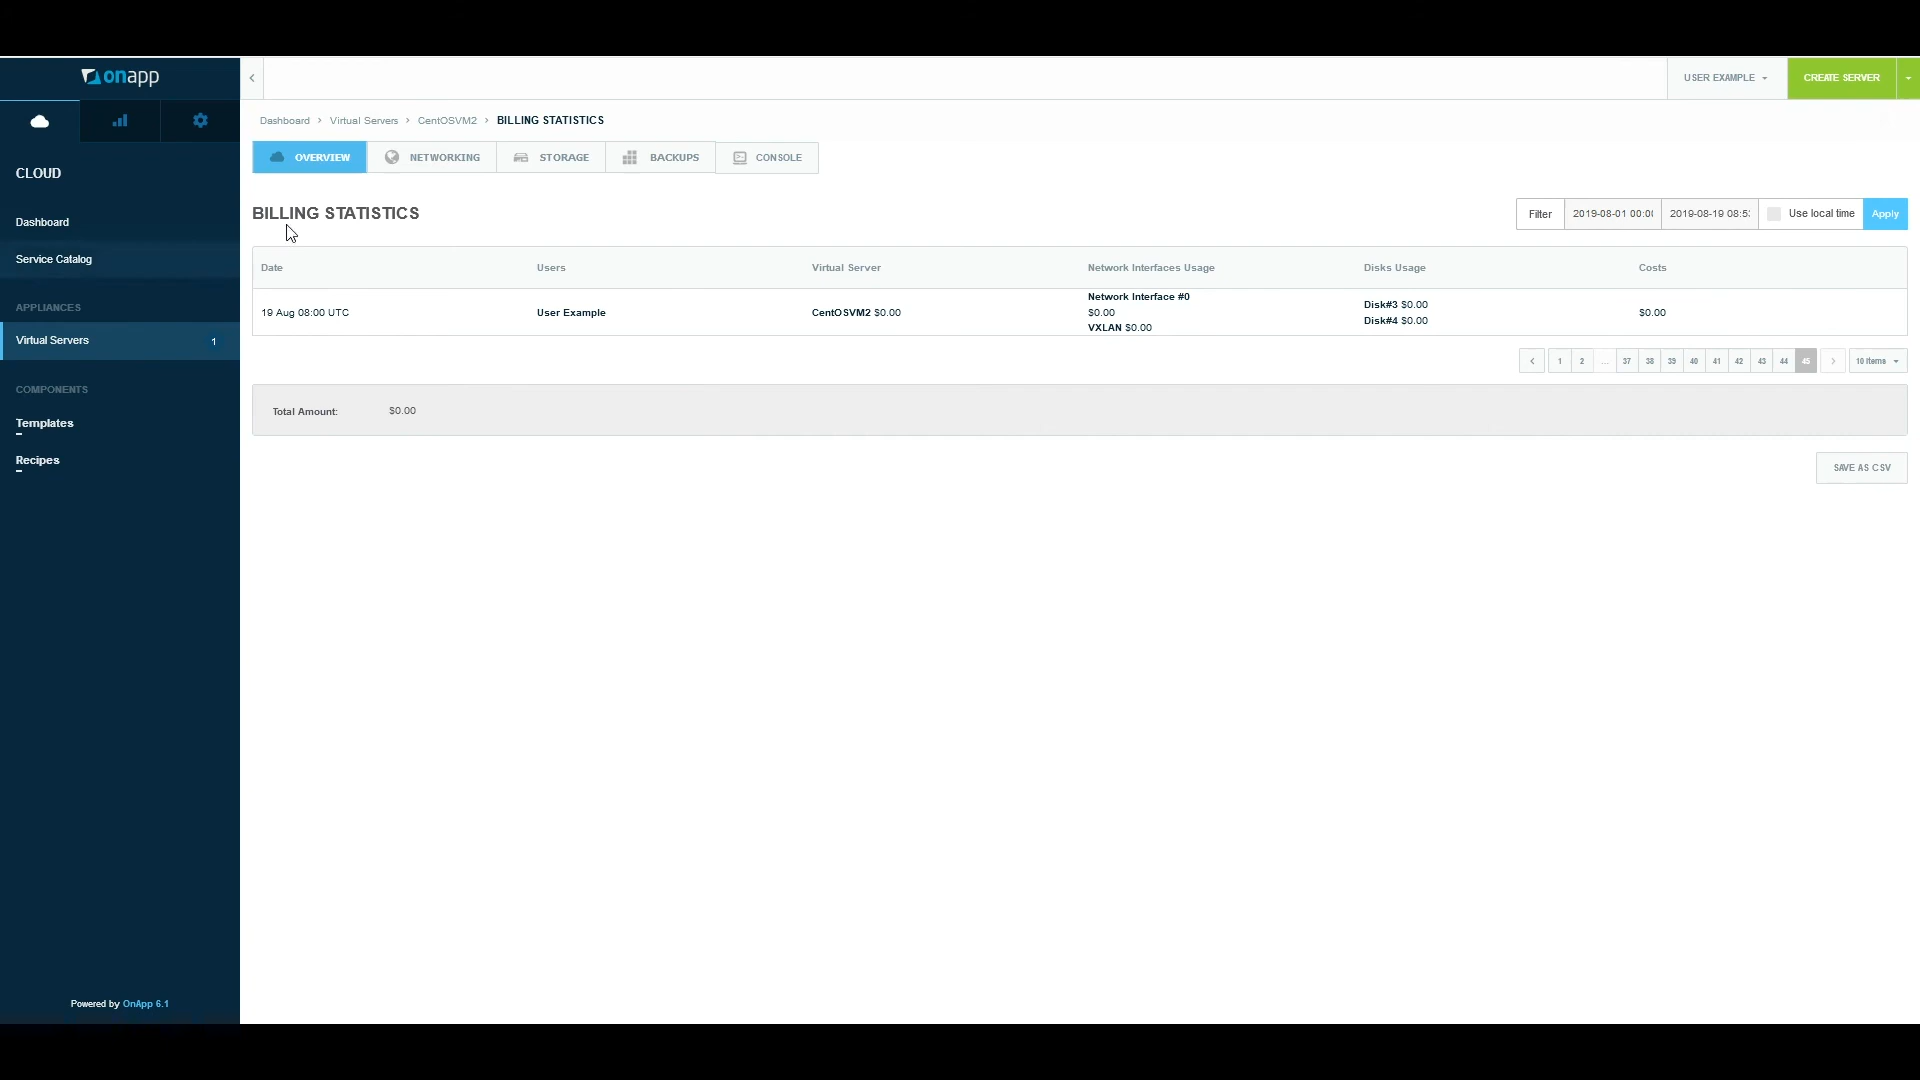 onapp
USER EXAMPLE
CREATE SERVER
Dashboard > Virtual Servers > CentOSVM2 > BILLING STATISTICS
OVERVIEW NETWORKING STORAGE BACKUPS CONSOLE
CLOUD
Dashboard
Service Catalog
APPLIANCES
Virtual Servers 1
COMPONENTS
Templates
Recipes
Powered by OnApp 6.1
BILLING STATISTICS
Filter 2019-08-01 00:0 2019-08-19 08:5 Use local time Apply
Date Users Virtual Server Network Interfaces Usage Disks Usage Costs
19 Aug 08:00 UTC User Example CentOSVM2 $0.00
Network Interface #0
$0.00
VXLAN $0.00
Disk#3 $0.00
Disk#4 $0.00
$0.00
1 2 ... 37 38 39 40 41 42 43 44 45 10 items
Total Amount: $0.00
SAVE AS CSV